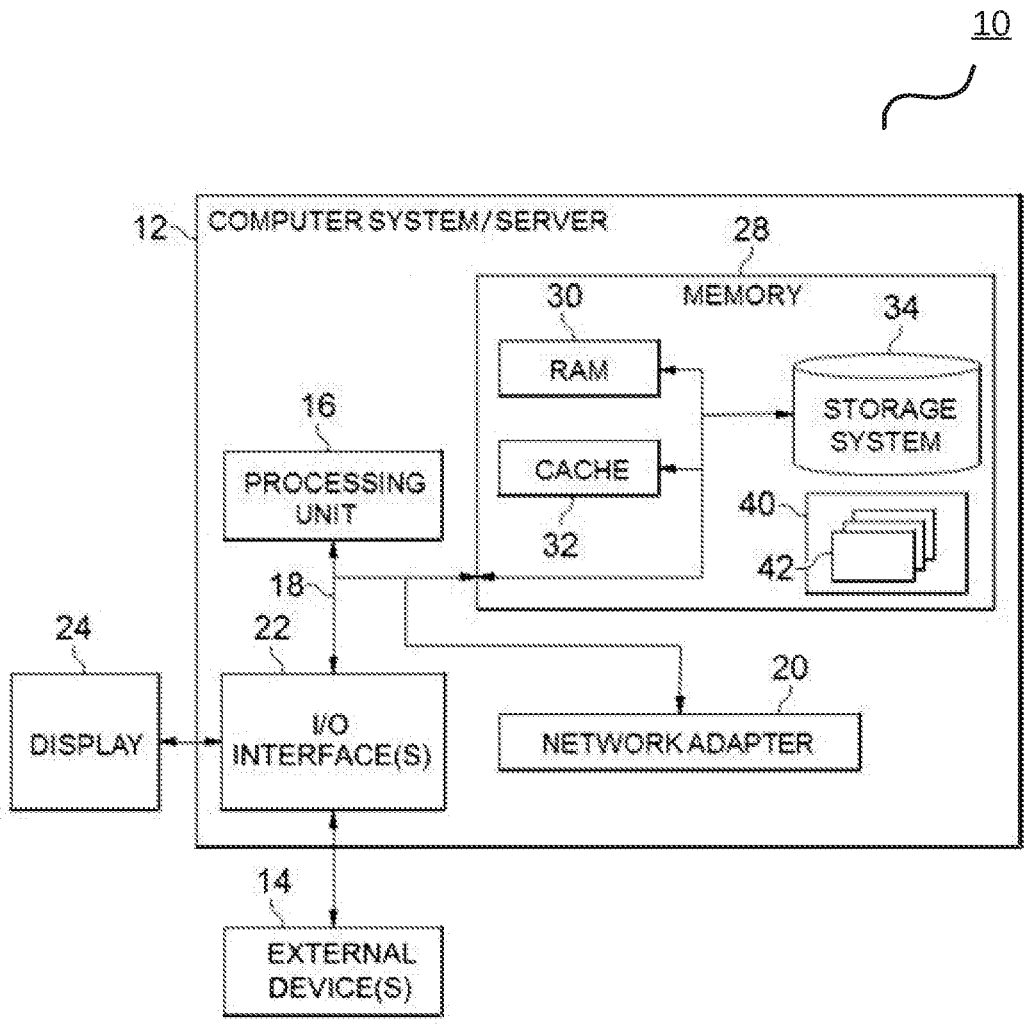 10
12
COMPUTER SYSTEM / SERVER
28
MEMORY
30
RAM
34
STORAGE
SYSTEM
16
PROCESSING
UNIT
CACHE
32
40
42
18
24
DISPLAY
22
I/O
INTERFACE(S)
20
NETWORK ADAPTER
14
EXTERNAL
DEVICE(S)